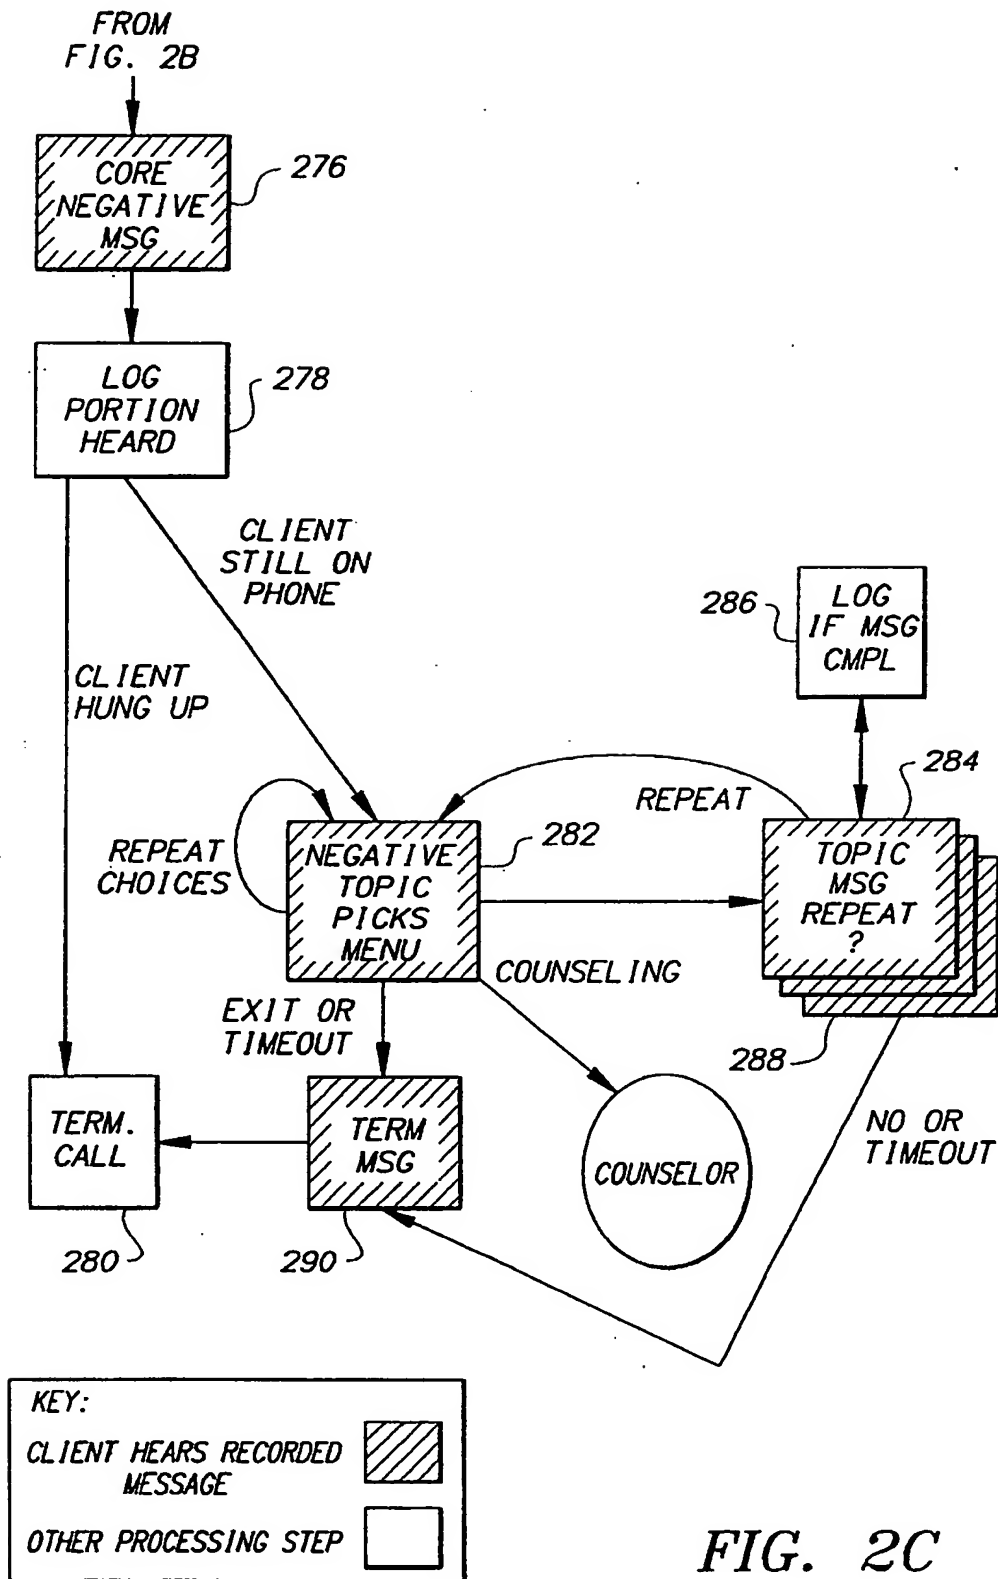 FROM
FIG. 2B
CORE
NEGATIVE
MSG
276
LOG
PORTION
HEARD
278
CLIENT
STILL ON
PHONE
CLIENT
HUNG UP
286
LOG
IF MSG
CMPL
284
REPEAT
282
REPEAT
CHOICES
NEGATIVE
TOPIC
PICKS
MENU
TOPIC
MSG
REPEAT
?
COUNSELING
EXIT OR
TIMEOUT
288
NO OR
TIMEOUT
TERM.
CALL
TERM
MSG
COUNSELOR
280
290
KEY:
CLIENT HEARS RECORDED
MESSAGE
OTHER PROCESSING STEP
FIG. 2C